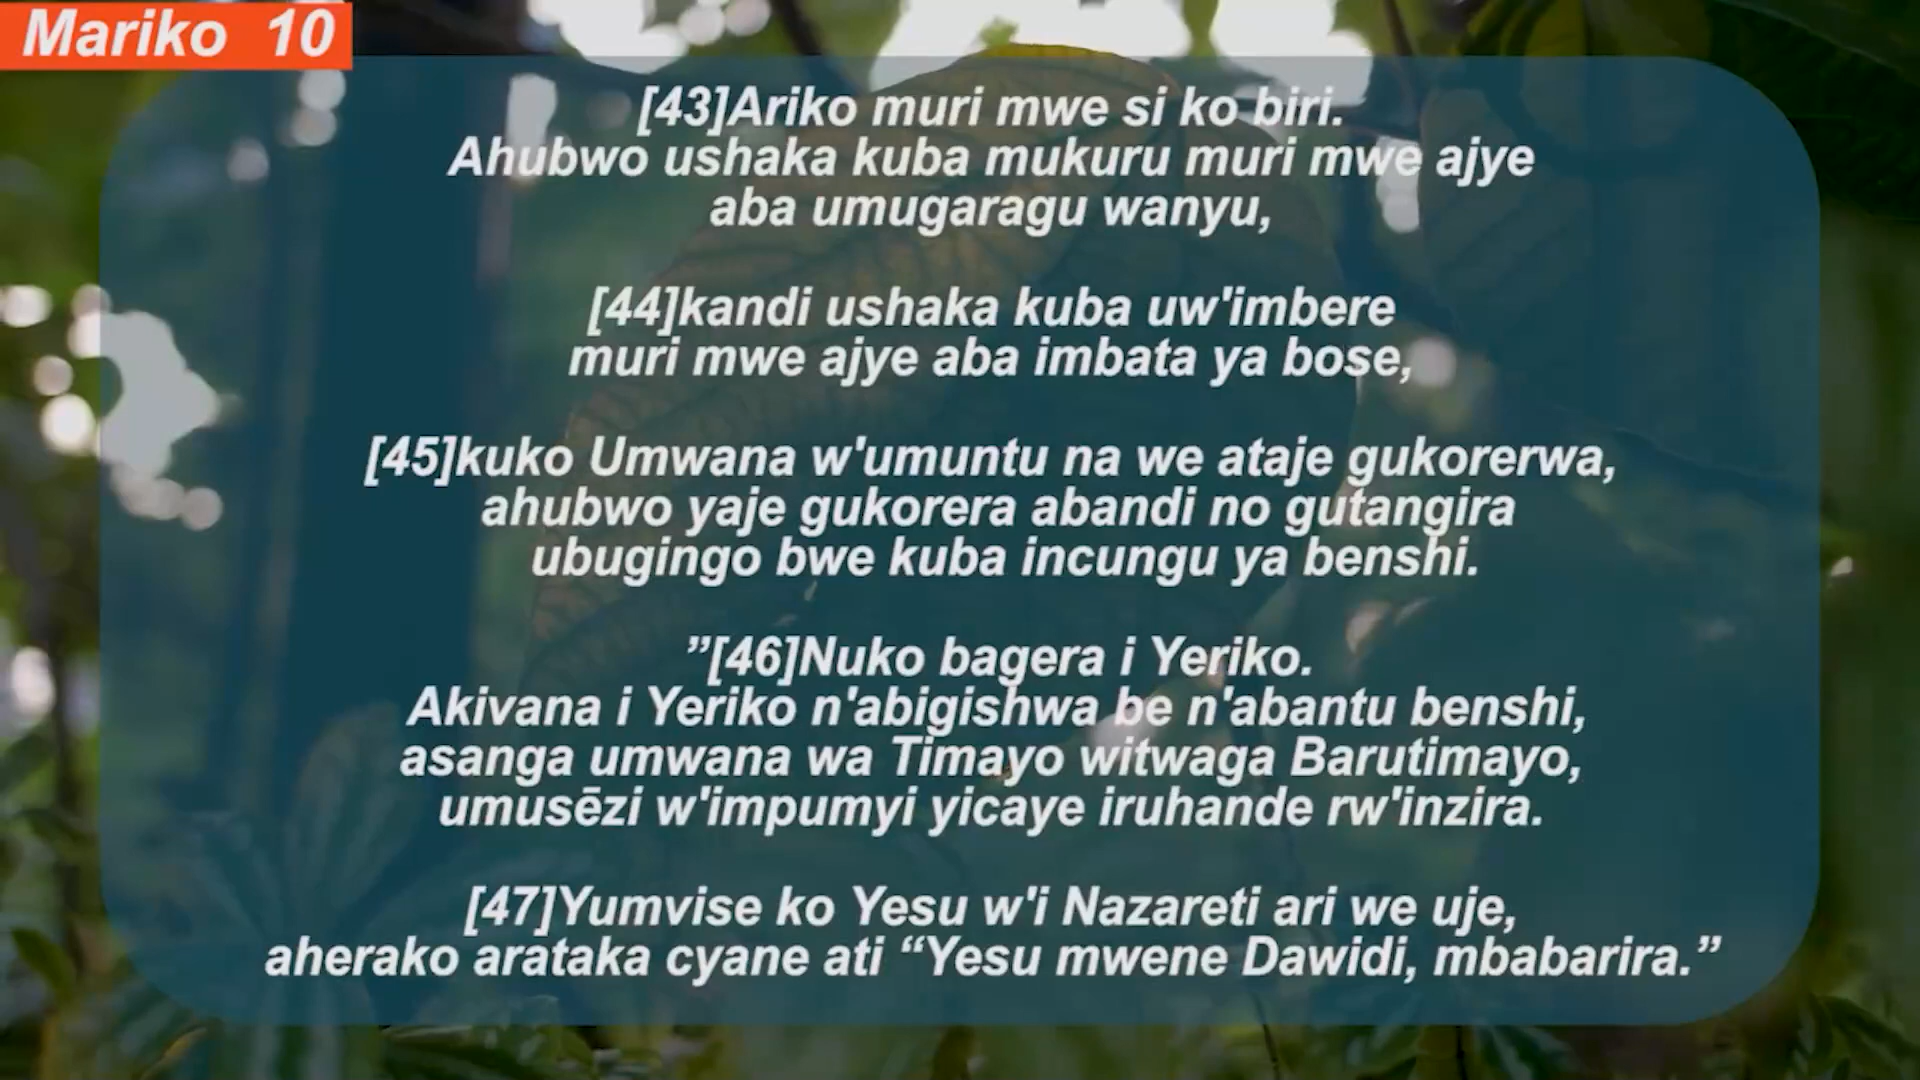 Mariko 10
[43]Ariko muri mwe si ko biri.
Ahubwo ushaka kuba mukuru muri mwe ajye
aba umugaragu wanyu,
[44]kandi ushaka kuba uw'imbere
muri mwe ajye aba imbata ya bose,
[45]kuko Umwana w'umuntu na we ataje gukorerwa,
ahubwo yaje gukorera abandi no gutangira
ubugingo bwe kuba incungu ya benshi.
”[46]Nuko bagera i Yeriko.
Akivana i Yeriko n'abigishwa be n'abantu benshi,
asanga umwana wa Timayo witwaga Barutimayo,
umusēzi w'impumyi yicaye iruhande rw'inzira.
[47]Yumvise ko Yesu w'i Nazareti ari we uje,
aherako arataka cyane ati “Yesu mwene Dawidi, mbabarira.”